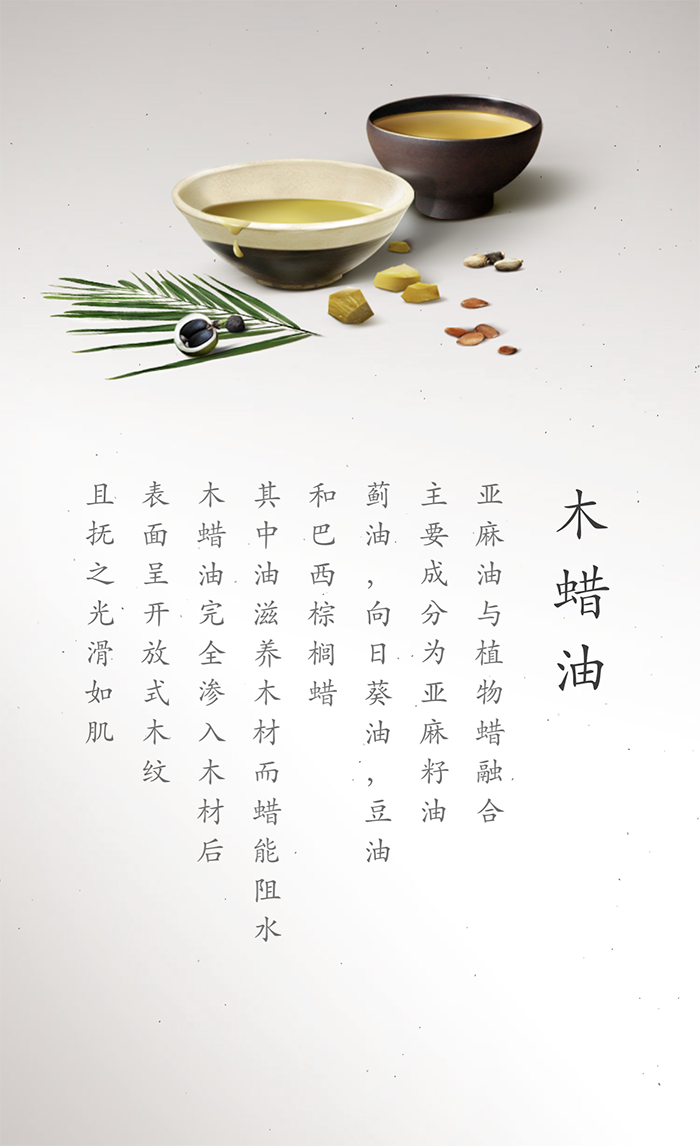 木蜡油
亚麻油与植物蜡融合
主要成分为亚麻籽油
蓟油，向日葵油，豆油
和巴西棕榈蜡
其中油滋养木材而蜡能阻水
木蜡油完全渗入木材后
表面呈开放式木纹
且抚之光滑如肌